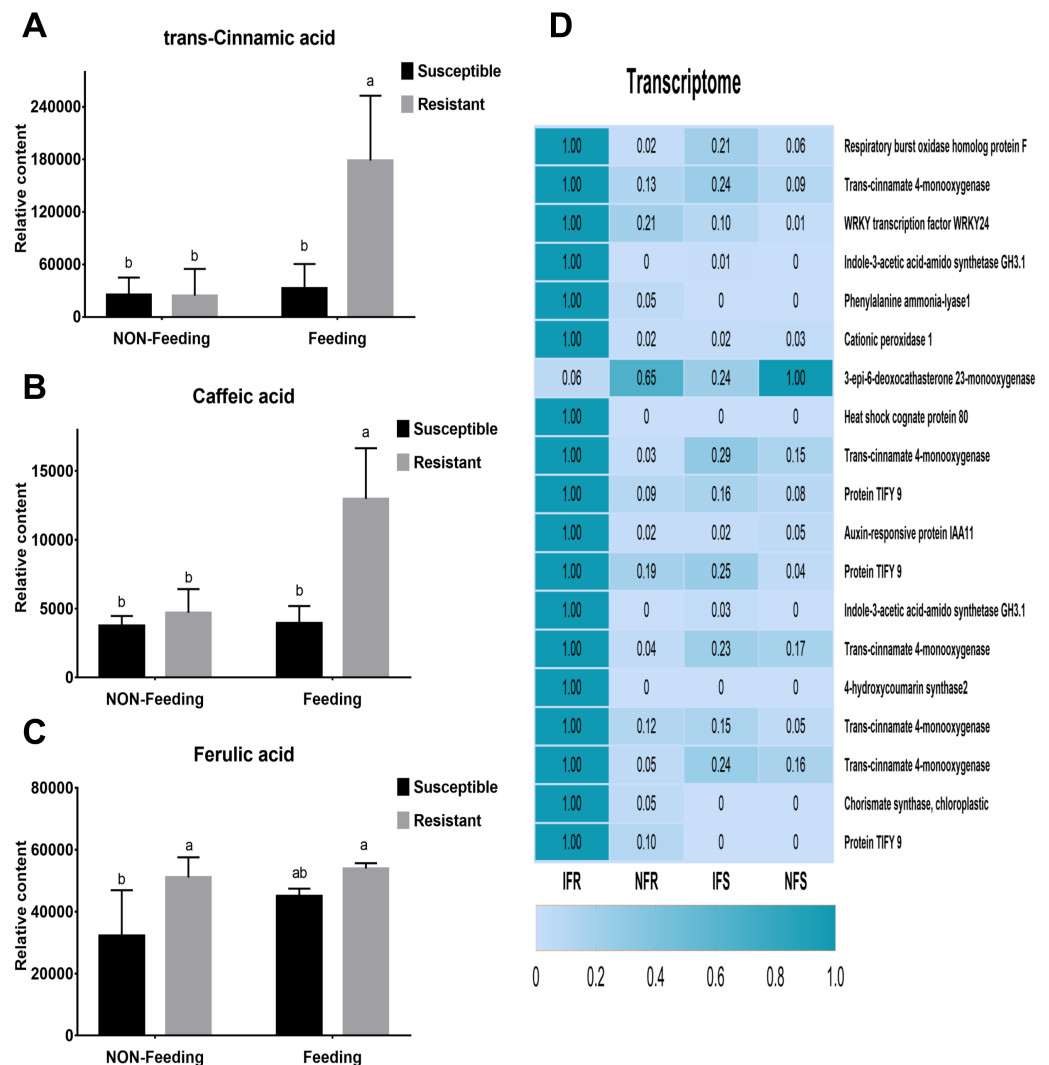 A
trans-Cinnamic acid
Susceptible
Resistant
Relative content
240000
180000
120000
60000
0
b
b
b
a
NON-Feeding
Feeding
B
Caffeic acid
Susceptible
Resistant
Relative content
15000
10000
5000
0
b
b
b
a
NON-Feeding
Feeding
C
Ferulic acid
Susceptible
Resistant
Relative content
80000
60000
40000
20000
0
b
a
ab
a
NON-Feeding
Feeding
D
Transcriptome
1.00 0.02 0.21 0.06 Respiratory burst oxidase homolog protein F
1.00 0.13 0.24 0.09 Trans-cinnamate 4-monooxygenase
1.00 0.21 0.10 0.01 WRKY transcription factor WRKY24
1.00 0 0.01 0 Indole-3-acetic acid-amido synthetase GH3.1
1.00 0.05 0 0 Phenylalanine ammonia-lyase1
1.00 0.02 0.02 0.03 Cationic peroxidase 1
0.06 0.65 0.24 1.00 3-epi-6-deoxocathasterone 23-monooxygenase
1.00 0 0 0 Heat shock cognate protein 80
1.00 0.03 0.29 0.15 Trans-cinnamate 4-monooxygenase
1.00 0.09 0.16 0.08 Protein TIFY 9
1.00 0.02 0.02 0.05 Auxin-responsive protein IAA11
1.00 0.19 0.25 0.04 Protein TIFY 9
1.00 0 0.03 0 Indole-3-acetic acid-amido synthetase GH3.1
1.00 0.04 0.23 0.17 Trans-cinnamate 4-monooxygenase
1.00 0 0 0 4-hydroxycoumarin synthase2
1.00 0.12 0.15 0.05 Trans-cinnamate 4-monooxygenase
1.00 0.05 0.24 0.16 Trans-cinnamate 4-monooxygenase
1.00 0.05 0 0 Chorismate synthase, chloroplastic
1.00 0.10 0 0 Protein TIFY 9
IFR NFR IFS NFS
0 0.2 0.4 0.6 0.8 1.0